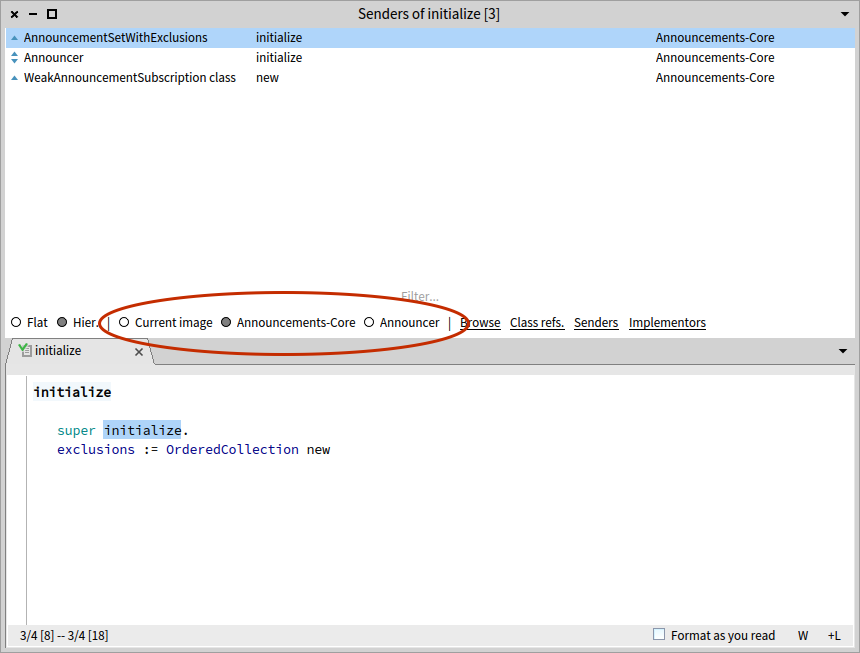 Senders of initialize [3]
AnnouncementSetWithExclusions initialize Announcements-Core
Announcer initialize Announcements-Core
WeakAnnouncementSubscription class new Announcements-Core
Filter...
Flat Hier. | Current image Announcements-Core Announcer | Browse Class refs. Senders Implementors
initialize
initialize
super initialize.
exclusions := OrderedCollection new
3/4 [8] -- 3/4 [18] Format as you read W +L